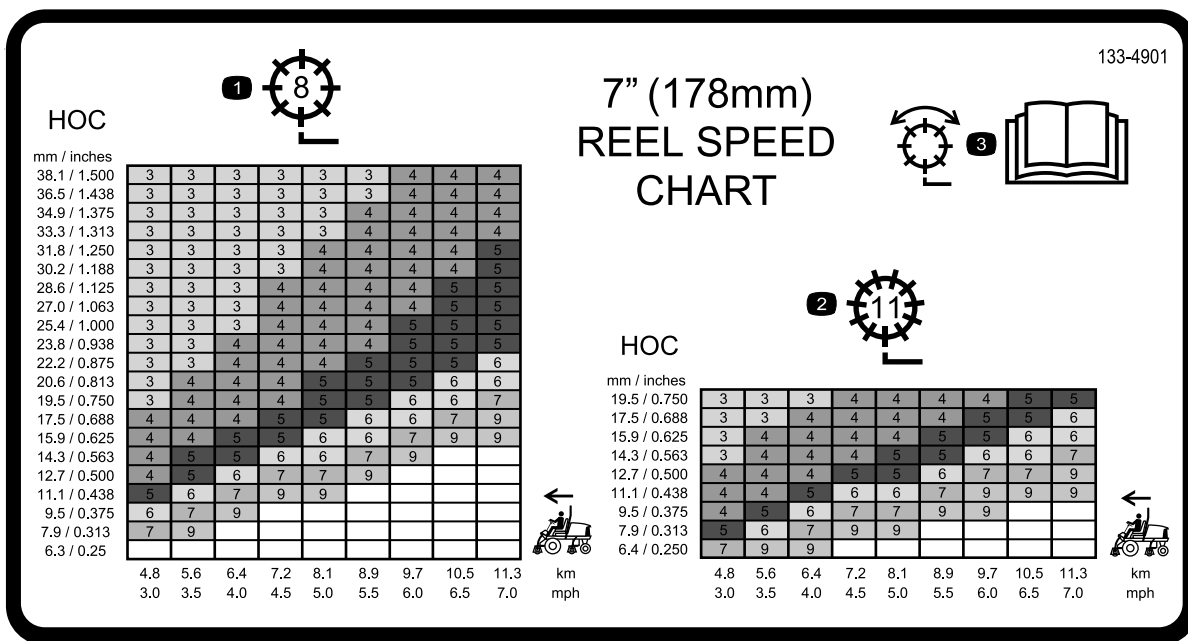 133-4901
7” (178mm)
REEL SPEED
CHART
3
1
8
HOC
mm / inches
38.1 / 1.500 3 3 3 3 3 3 4 4 4
36.5 / 1.438 3 3 3 3 3 3 4 4 4
34.9 / 1.375 3 3 3 3 3 4 4 4 4
33.3 / 1.313 3 3 3 3 3 4 4 4 4
31.8 / 1.250 3 3 3 3 4 4 4 4 5
30.2 / 1.188 3 3 3 3 4 4 4 4 5
28.6 / 1.125 3 3 3 4 4 4 4 5 5
27.0 / 1.063 3 3 3 4 4 4 4 5 5
25.4 / 1.000 3 3 3 4 4 4 5 5 5
23.8 / 0.938 3 3 4 4 4 4 5 5 5
22.2 / 0.875 3 3 4 4 4 5 5 5 6
20.6 / 0.813 3 4 4 4 5 5 5 6 6
19.5 / 0.750 3 4 4 4 5 5 6 6 7
17.5 / 0.688 4 4 4 5 5 6 6 7 9
15.9 / 0.625 4 4 5 5 6 6 7 9 9
14.3 / 0.563 4 5 5 6 6 7 9
12.7 / 0.500 4 5 6 7 7 9
11.1 / 0.438 5 6 7 9 9
9.5 / 0.375 6 7 9
7.9 / 0.313 7 9
6.3 / 0.25
4.8 5.6 6.4 7.2 8.1 8.9 9.7 10.5 11.3 km
3.0 3.5 4.0 4.5 5.0 5.5 6.0 6.5 7.0 mph
2
11
HOC
mm / inches
19.5 / 0.750 3 3 3 4 4 4 4 5 5
17.5 / 0.688 3 3 4 4 4 4 5 5 6
15.9 / 0.625 3 4 4 4 4 5 5 6 6
14.3 / 0.563 3 4 4 4 5 5 6 6 7
12.7 / 0.500 4 4 4 5 5 6 7 7 9
11.1 / 0.438 4 4 5 6 6 7 9 9 9
9.5 / 0.375 4 5 6 7 7 9 9
7.9 / 0.313 5 6 7 9 9
6.4 / 0.250 7 9 9
4.8 5.6 6.4 7.2 8.1 8.9 9.7 10.5 11.3 km
3.0 3.5 4.0 4.5 5.0 5.5 6.0 6.5 7.0 mph